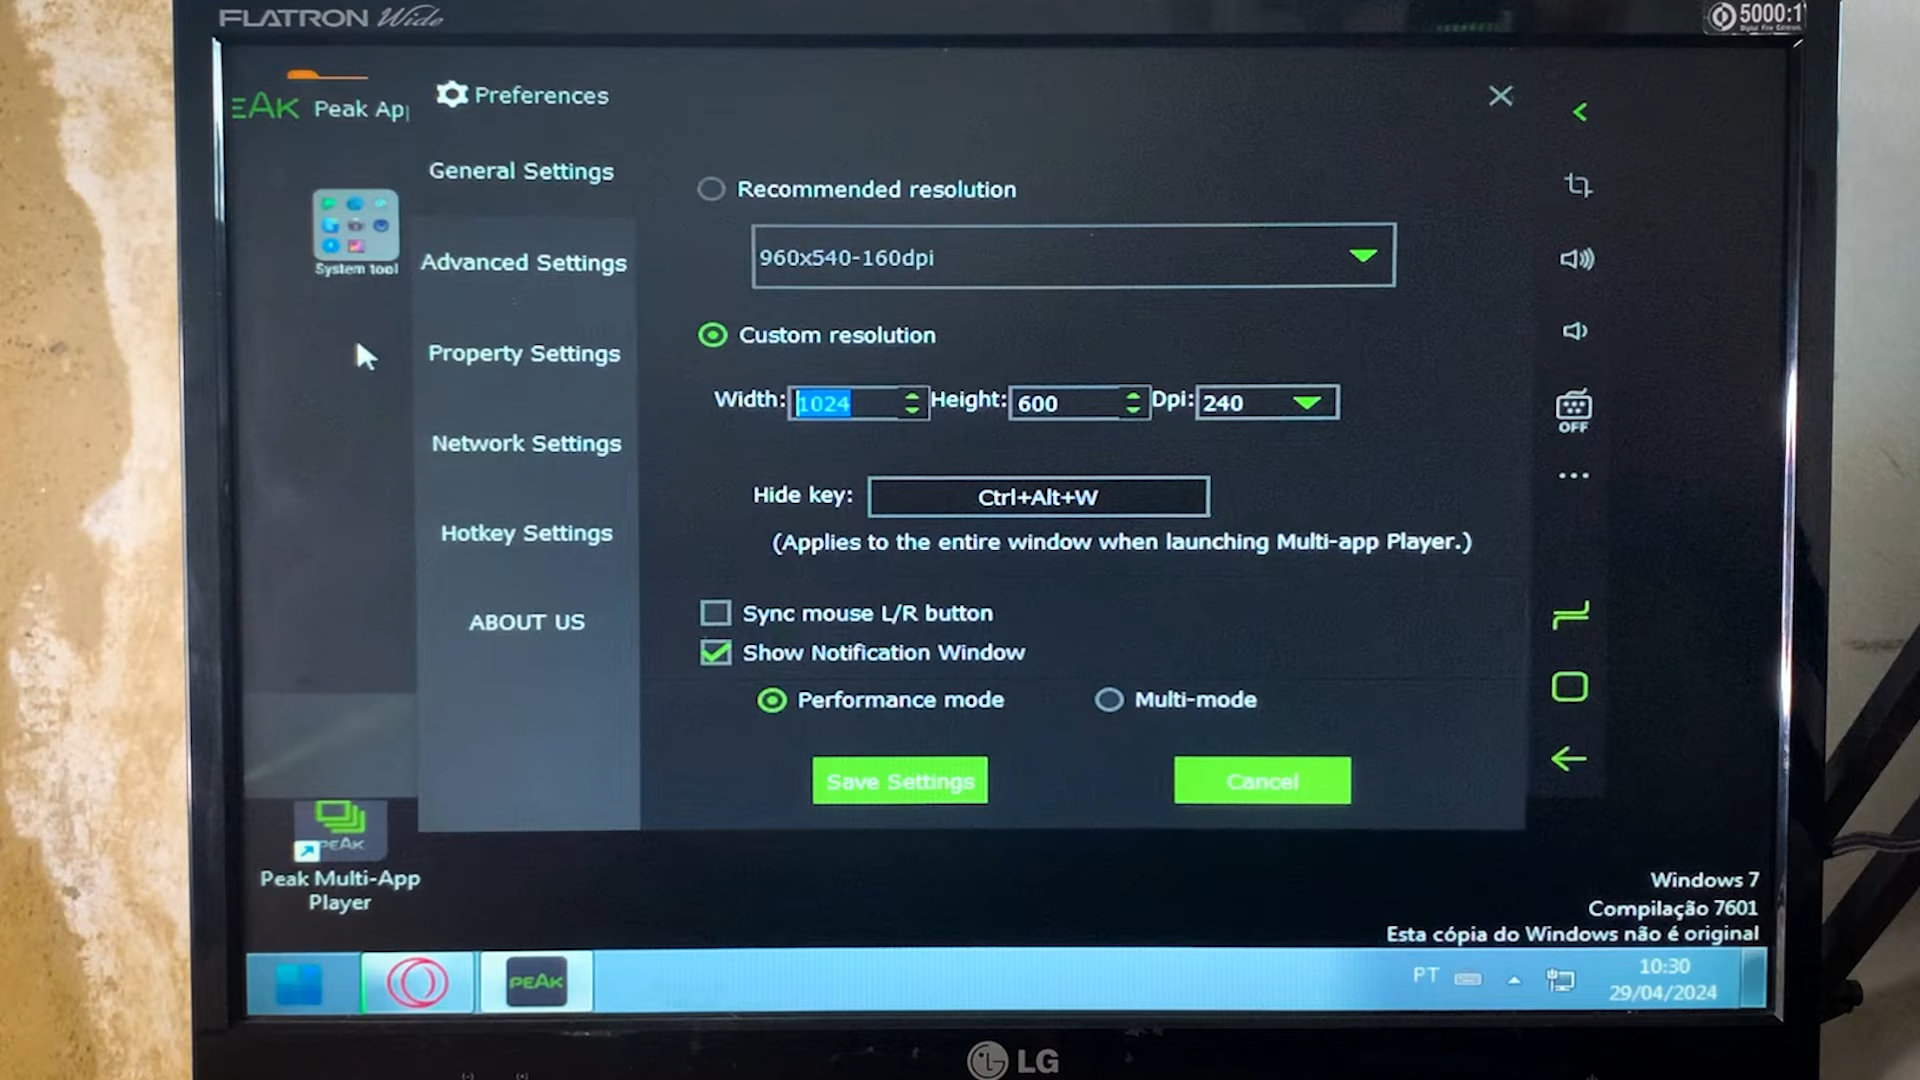 FLATRON Wide
5000:1
Digital Fine Contrast
EAK Peak Ap
Preferences
General Settings
Advanced Settings
Property Settings
Network Settings
Hotkey Settings
ABOUT US
System tool
Recommended resolution
960x540-160dpi
Custom resolution
Width: 1024 Height: 600 Dpi: 240
Hide key: Ctrl+Alt+W
(Applies to the entire window when launching Multi-app Player.)
Sync mouse L/R button
Show Notification Window
Performance mode Multi-mode
Save Settings Cancel
OFF
PEAK
Peak Multi-App
Player
Windows 7
Compilação 7601
Esta cópia do Windows não é original
PEAK
PT
10:30
29/04/2024
LG